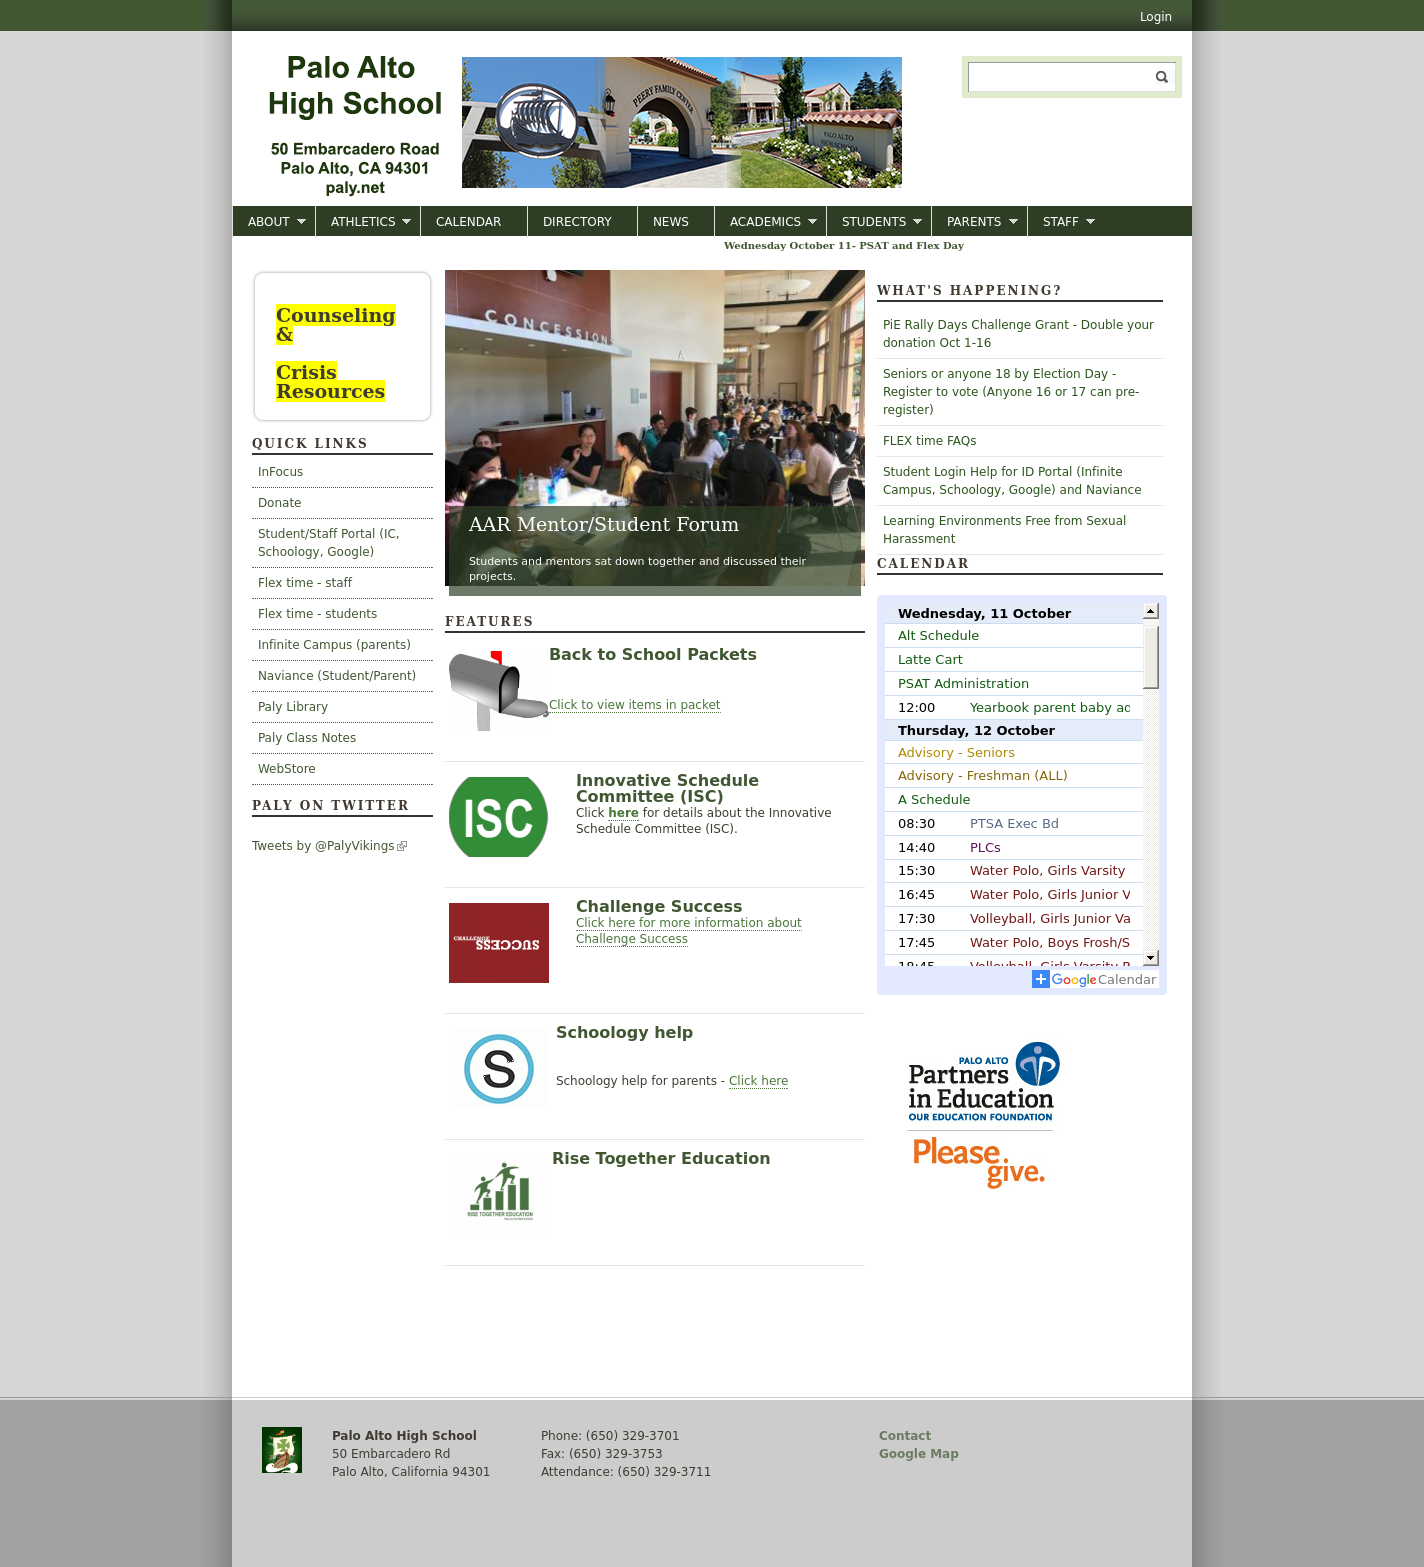 Login
Palo Alto
High School
50 Embarcadero Road
Palo Alto, CA 94301
paly.net
PEERY FAMILY CENTER
PALO ALTO
HIGH SCHOOL
ABOUT
ATHLETICS
CALENDAR
DIRECTORY
NEWS
ACADEMICS
STUDENTS
PARENTS
STAFF
Wednesday October 11- PSAT and Flex Day
Counseling
&
Crisis
Resources
QUICK LINKS
InFocus
Donate
Student/Staff Portal (IC,
Schoology, Google)
Flex time - staff
Flex time - students
Infinite Campus (parents)
Naviance (Student/Parent)
Paly Library
Paly Class Notes
WebStore
PALY ON TWITTER
Tweets by @PalyVikings
CONCESSIONS
AAR Mentor/Student Forum
Students and mentors sat down together and discussed their
projects.
FEATURES
Back to School Packets
Click to view items in packet
ISC
Innovative Schedule
Committee (ISC)
Click here for details about the Innovative
Schedule Committee (ISC).
CHALLENGE
SUCCESS
Challenge Success
Click here for more information about
Challenge Success
S
Schoology help
Schoology help for parents - Click here
RISE TOGETHER EDUCATION
Rise Together Education
WHAT'S HAPPENING?
PiE Rally Days Challenge Grant - Double your
donation Oct 1-16
Seniors or anyone 18 by Election Day -
Register to vote (Anyone 16 or 17 can pre-
register)
FLEX time FAQs
Student Login Help for ID Portal (Infinite
Campus, Schoology, Google) and Naviance
Learning Environments Free from Sexual
Harassment
CALENDAR
Wednesday, 11 October
Alt Schedule
Latte Cart
PSAT Administration
12:00 Yearbook parent baby ad
Thursday, 12 October
Advisory - Seniors
Advisory - Freshman (ALL)
A Schedule
08:30 PTSA Exec Bd
14:40 PLCs
15:30 Water Polo, Girls Varsity
16:45 Water Polo, Girls Junior V
17:30 Volleyball, Girls Junior Va
17:45 Water Polo, Boys Frosh/S
18:45 Volleyball, Girls Varsity
Google Calendar
PALO ALTO
Partners
in Education
OUR EDUCATION FOUNDATION
Please
give.
Palo Alto High School
50 Embarcadero Rd
Palo Alto, California 94301
Phone: (650) 329-3701
Fax: (650) 329-3753
Attendance: (650) 329-3711
Contact
Google Map